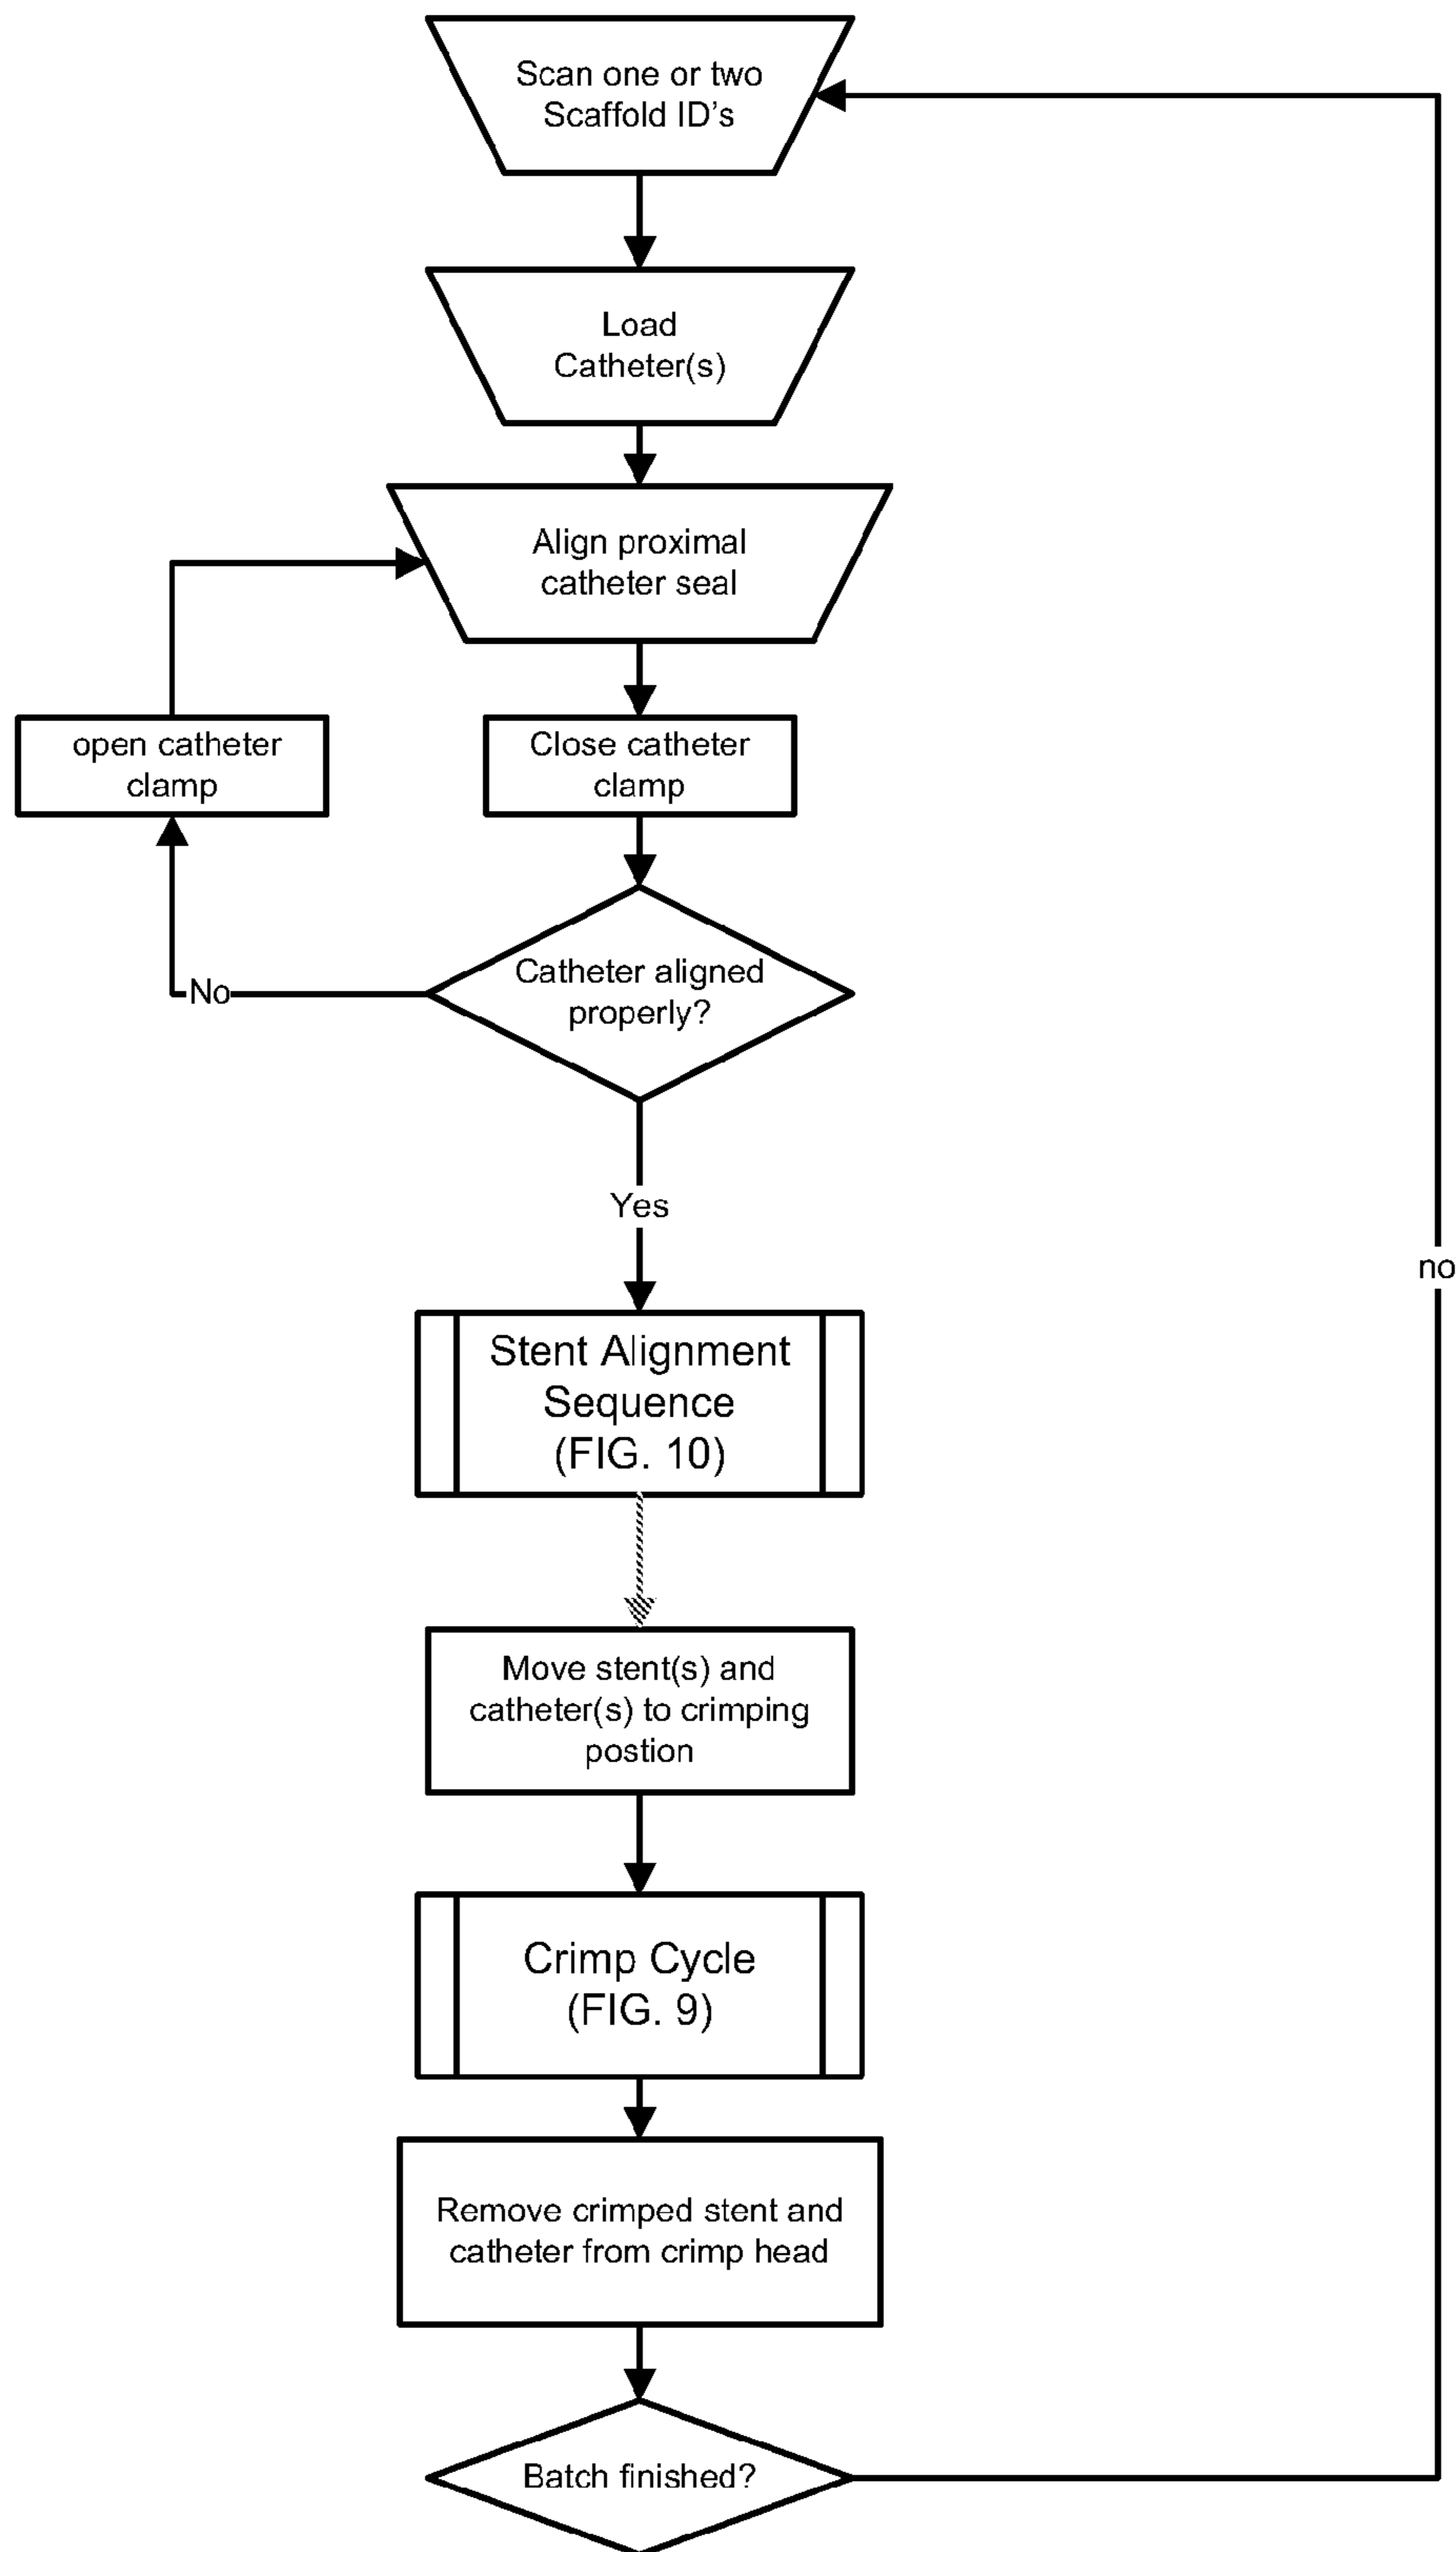 Scan one or two
Scaffold ID's
Load
Catheter(s)
Align proximal
catheter seal
open catheter
clamp
Close catheter
clamp
Catheter aligned
properly?
No
Yes
no
Stent Alignment
Sequence
(FIG. 10)
Move stent(s) and
catheter(s) to crimping
postion
Crimp Cycle
(FIG. 9)
Remove crimped stent and
catheter from crimp head
Batch finished?